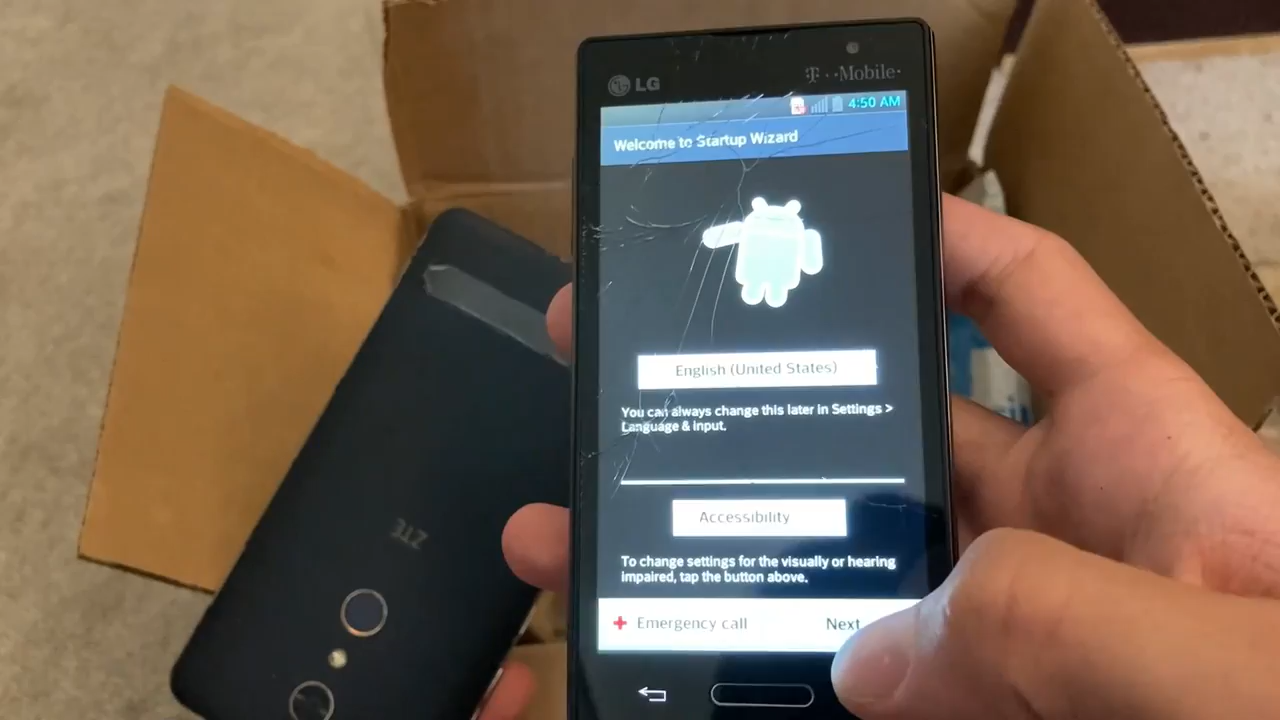 LG
T··Mobile·
4:50 AM
Welcome to Startup Wizard
English (United States)
You can always change this later in Settings >
Language & input.
Accessibility
To change settings for the visually or hearing
impaired, tap the button above.
Emergency call
Next
ZTE